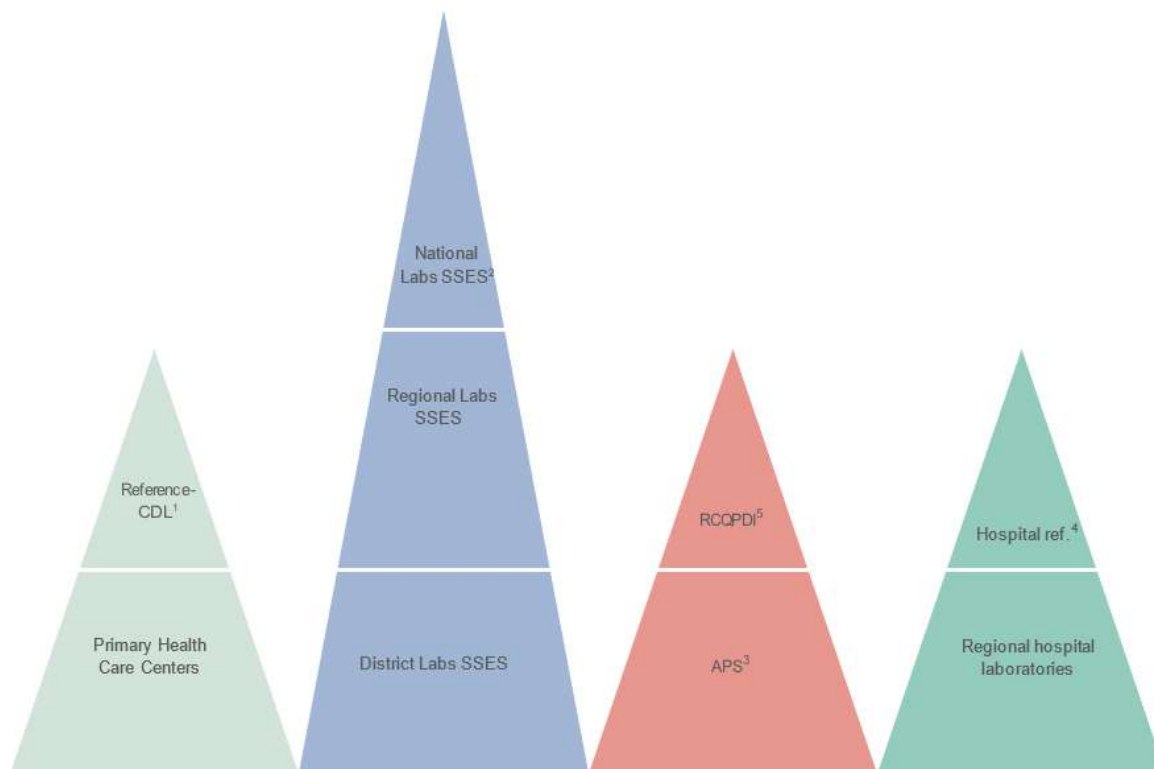 National
Labs SSES²
Regional Labs
SSES
Reference-
CDL¹
RCQPDI⁵
Hospital ref.⁴
Primary Health
Care Centers
District Labs SSES
APS³
Regional hospital
laboratories